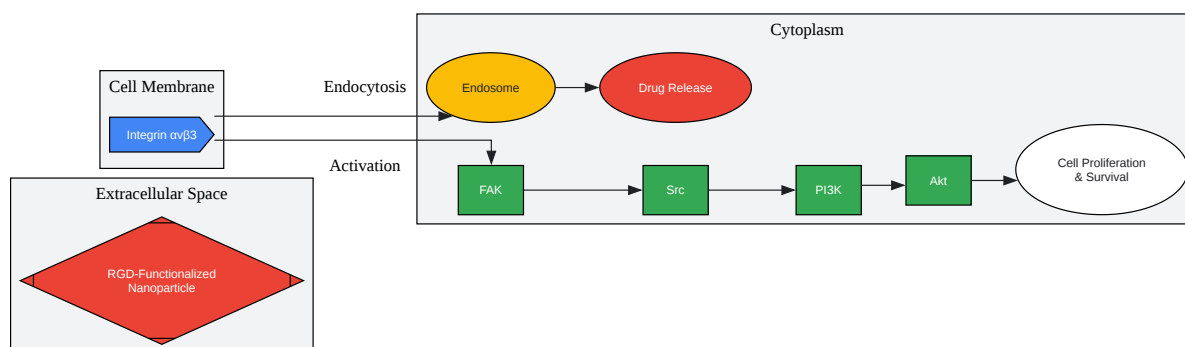 Cytoplasm
Cell Membrane
Endocytosis
Endosome
Drug Release
Integrin αvβ3
Activation
Cell Proliferation
& Survival
FAK
Src
PI3K
Akt
Extracellular Space
RGD-Functionalized
Nanoparticle